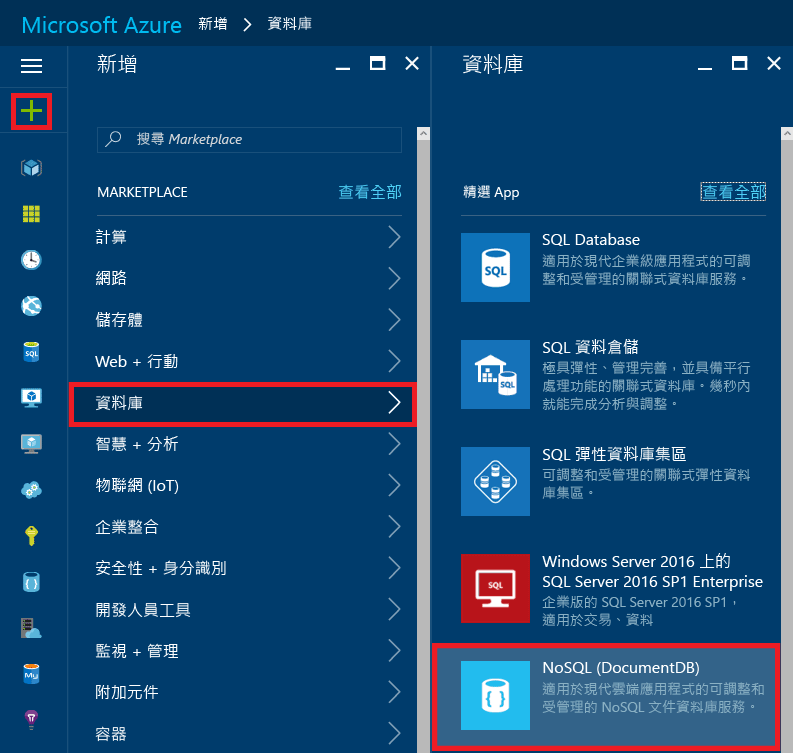 Microsoft Azure 新增 > 資料庫
新增
搜尋 Marketplace
MARKETPLACE 查看全部
計算
網路
儲存體
Web + 行動
資料庫
智慧 + 分析
物聯網 (IoT)
企業整合
安全性 + 身分識別
開發人員工具
監視 + 管理
附加元件
容器
資料庫
精選 App 查看全部
SQL
SQL Database
適用於現代企業級應用程式的可調
整和受管理的關聯式資料庫服務。
SQL
SQL 資料倉儲
極具彈性、管理完善，並具備平行
處理功能的關聯式資料庫。幾秒內
就能完成分析與調整。
SQL 彈性資料庫集區
可調整和受管理的關聯式彈性資料
庫集區。
SQL
Windows Server 2016 上的
SQL Server 2016 SP1 Enterprise
企業版的 SQL Server 2016 SP1，
適用於交易、資料
{ }
NoSQL (DocumentDB)
適用於現代雲端應用程式的可調整和
受管理的 NoSQL 文件資料庫服務。
SQL
My